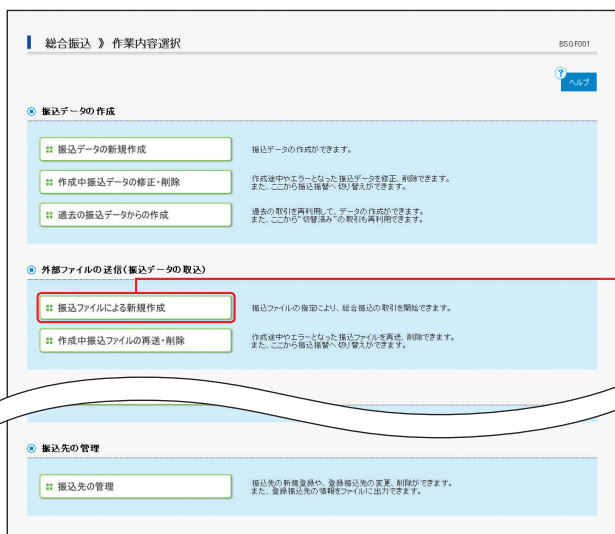 総合振込 》 作業内容選択
BSGF001
?
ヘルプ
振込データの作成
振込データの新規作成
振込データの作成ができます。
作成中振込データの修正・削除
作成途中やエラーとなった振込データを修正、削除できます。
また、ここから振込振替へ切り替えができます。
過去の振込データからの作成
過去の取引を再利用して、データの作成ができます。
また、ここから"切替済み"の取引も再利用できます。
外部ファイルの送信(振込データの取込)
振込ファイルによる新規作成
振込ファイルの指定により、総合振込の取引を開始できます。
作成中振込ファイルの再送・削除
作成途中やエラーとなった振込ファイルを再送、削除できます。
また、ここから振込振替へ切り替えができます。
振込先の管理
振込先の管理
振込先の新規登録や、登録振込先の変更、削除ができます。
また、登録振込先の情報をファイルに出力できます。